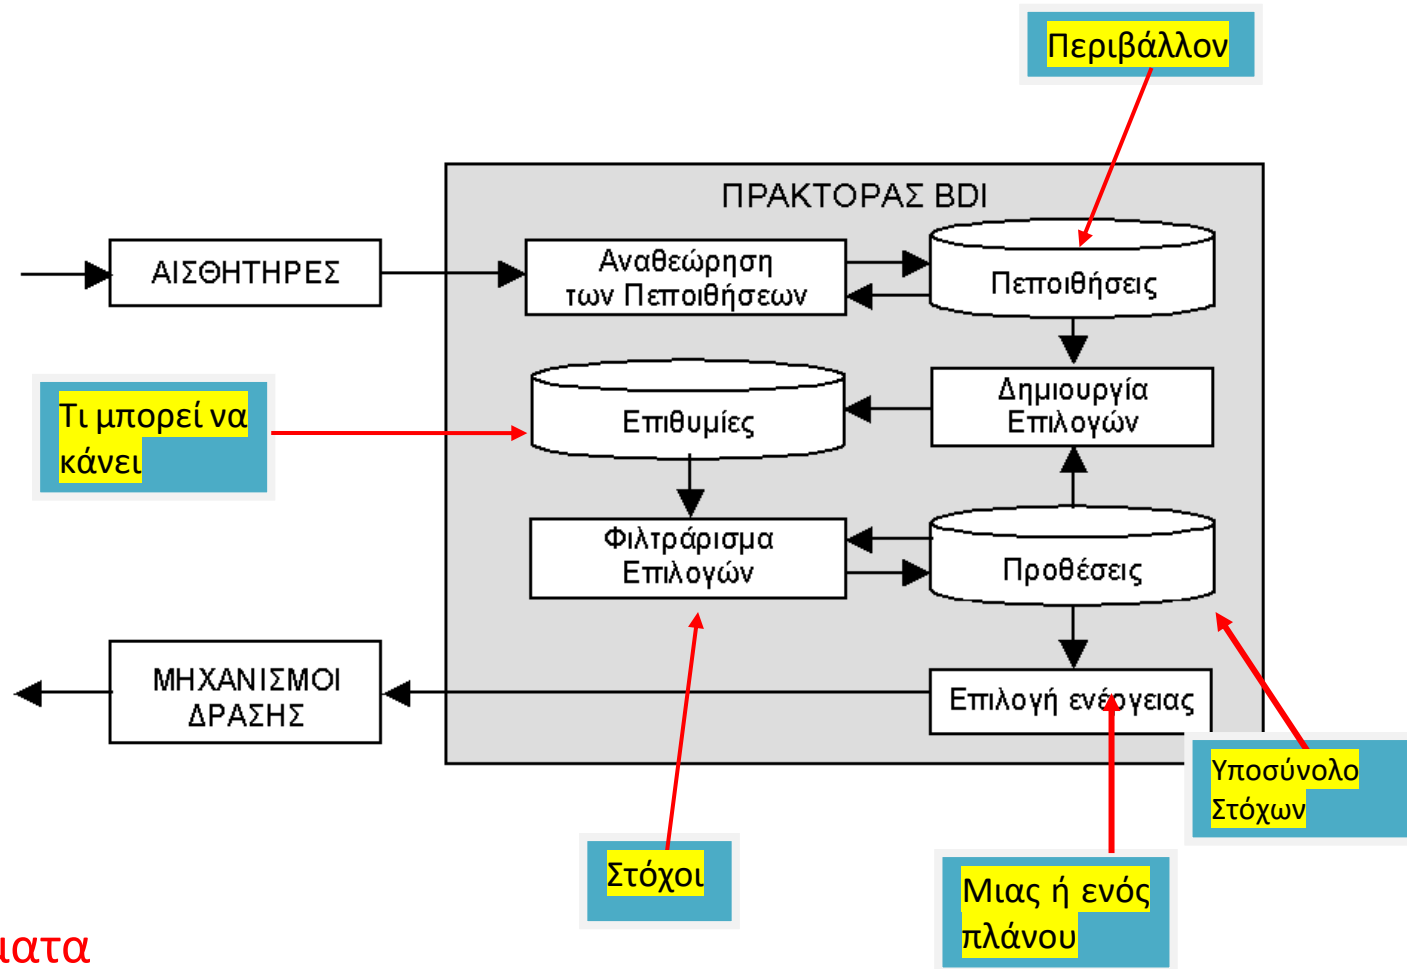 Περιβάλλον
ΠΡΑΚΤΟΡΑΣ BDI
ΑΙΣΘΗΤΗΡΕΣ
Αναθεώρηση
των Πεποιθήσεων
Πεποιθήσεις
Τι μπορεί να
κάνει
Επιθυμίες
Δημιουργία
Επιλογών
Φιλτράρισμα
Επιλογών
Προθέσεις
ΜΗΧΑΝΙΣΜΟΙ
ΔΡΑΣΗΣ
Επιλογή ενέργειας
Υποσύνολο
Στόχων
Στόχοι
Μιας ή ενός
πλάνου